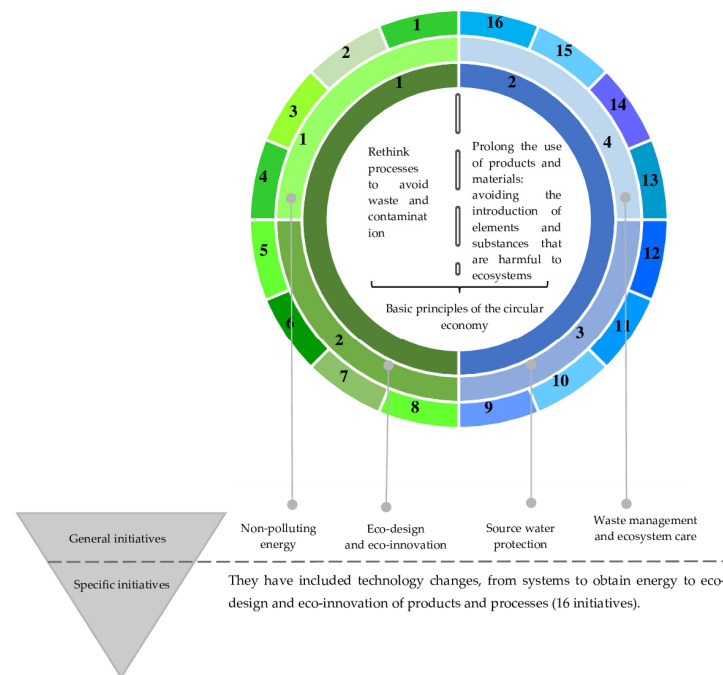 1
16
2
15
3
14
4
13
5
12
6
11
7
10
8
9
1
4
2
3
1
2
Rethink
processes
to avoid
waste and
contaminat
ion
Prolong the use
of products and
materials:
avoiding the
introduction of
elements and
substances that
are harmful to
ecosystems
Basic principles of the circular
economy
General initiatives
Non-polluting
energy
Eco-design
and eco-innovation
Source water
protection
Waste management
and ecosystem care
Specific initiatives
They have included technology changes, from systems to obtain energy to eco-
design and eco-innovation of products and processes (16 initiatives).